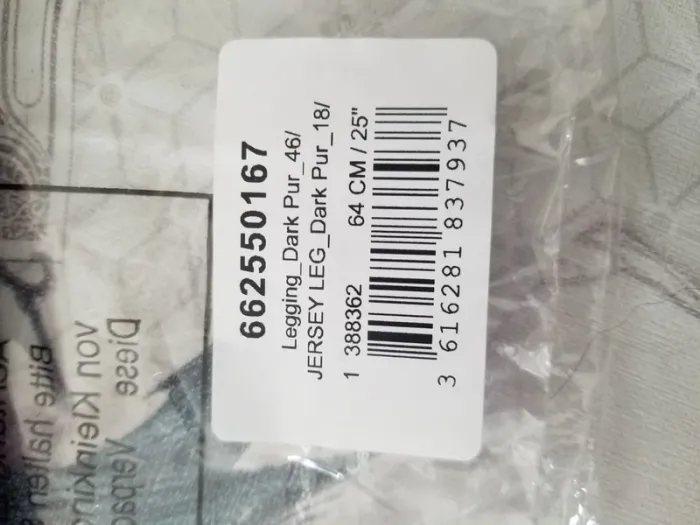 662550167
Legging_Dark Pur_46/
JERSEY LEG_Dark Pur_18/
1 388362 64 CM / 25"
3 616281 837937
Diese Verpac
von Kleinkin
Bitte halten